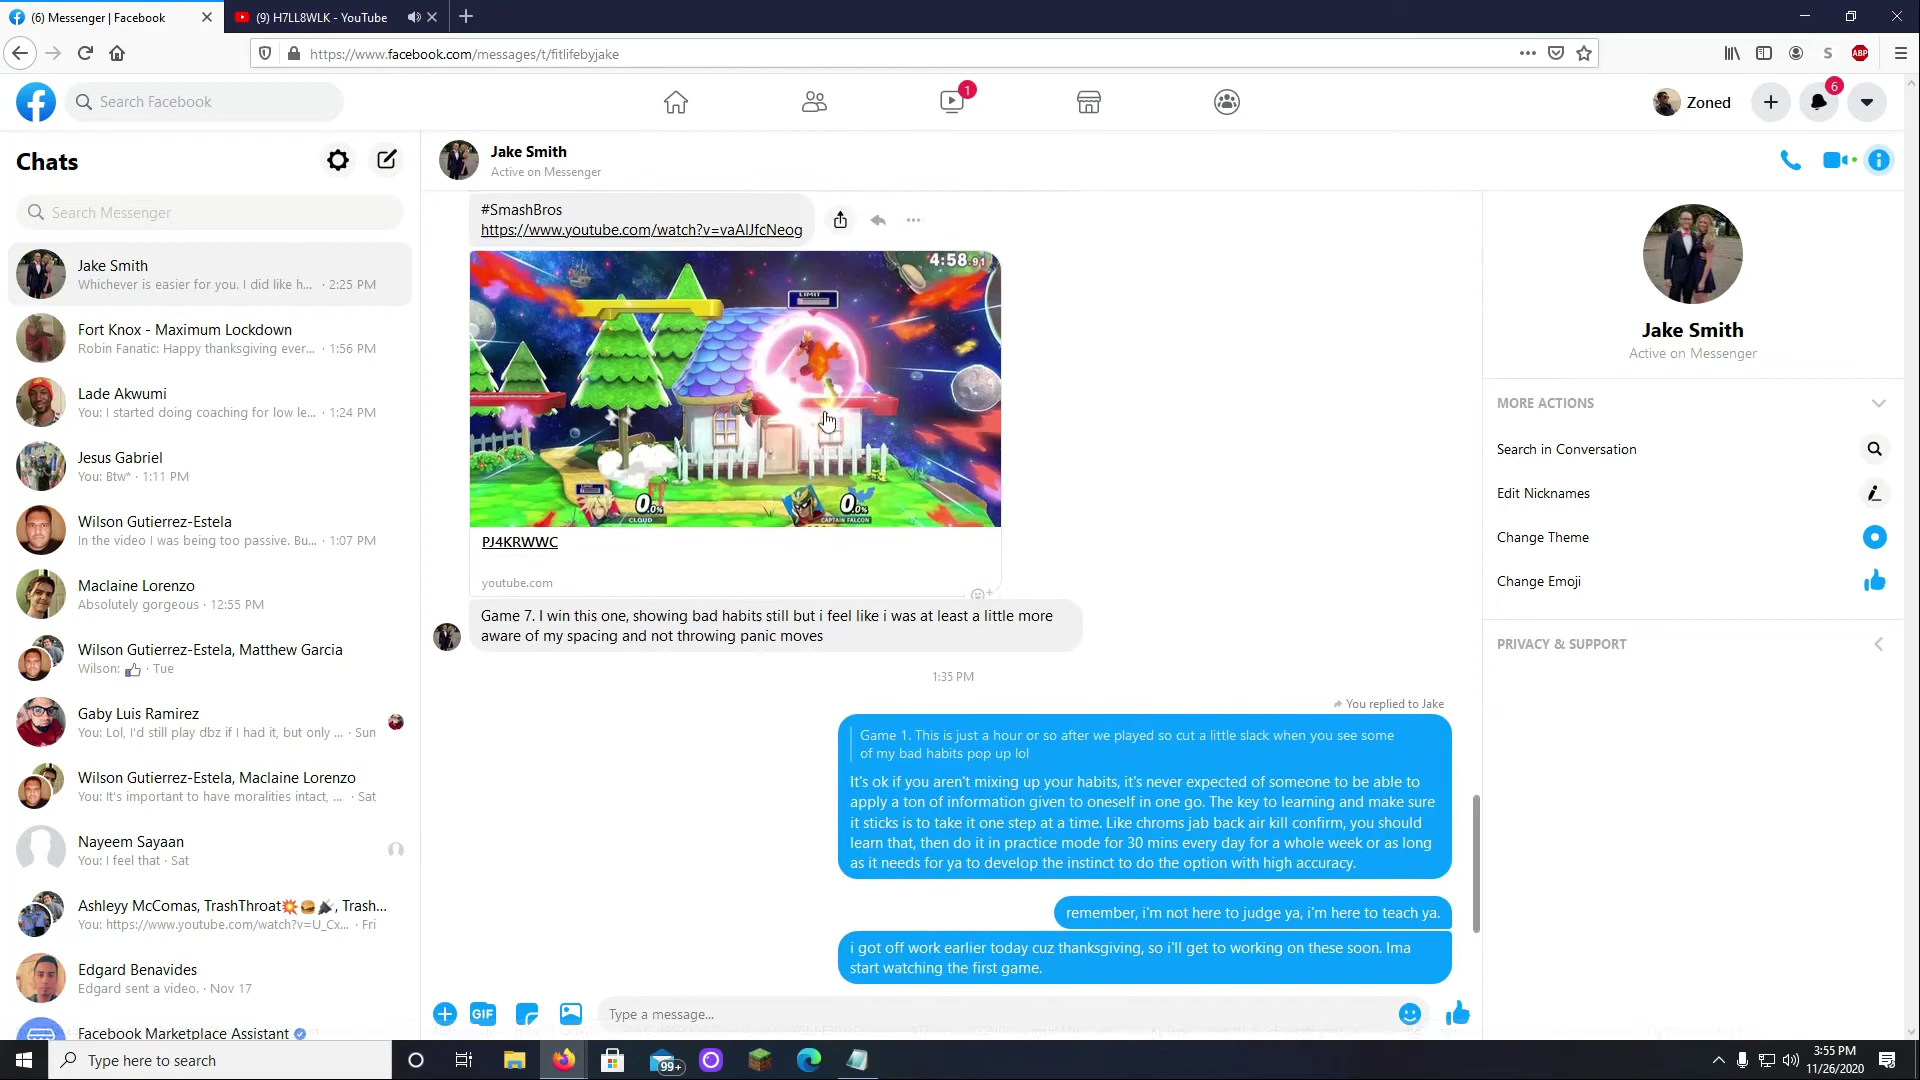 (6) Messenger | Facebook
(9) H7LL8WLK - YouTube
https://www.facebook.com/messages/t/fitlifebyjake
S
ABP
Search Facebook
1
Zoned
6
Chats
Search Messenger
Jake Smith
Whichever is easier for you. I did like h... · 2:25 PM
Fort Knox - Maximum Lockdown
Robin Fanatic: Happy thanksgiving ever... · 1:56 PM
Lade Akwumi
You: I started doing coaching for low le... · 1:24 PM
Jesus Gabriel
You: Btw* · 1:11 PM
Wilson Gutierrez-Estela
In the video I was being too passive. Bu... · 1:07 PM
Maclaine Lorenzo
Absolutely gorgeous · 12:55 PM
Wilson Gutierrez-Estela, Matthew Garcia
Wilson: 👍 · Tue
Gaby Luis Ramirez
You: Lol, I'd still play dbz if I had it, but only ... · Sun
Wilson Gutierrez-Estela, Maclaine Lorenzo
You: It's important to have moralities intact, ... · Sat
Nayeem Sayaan
You: I feel that · Sat
Ashleyy McComas, TrashThroat💥🍔🎉, Trash...
You: https://www.youtube.com/watch?v=U_Cx... · Fri
Edgard Benavides
Edgard sent a video. · Nov 17
Facebook Marketplace Assistant
Jake Smith
Active on Messenger
#SmashBros
https://www.youtube.com/watch?v=vaAlJfcNeog
4:58.91
LIMIT
0.0%
CLOUD
0.0%
CAPTAIN FALCON
PJ4KRWWC
youtube.com
Game 7. I win this one, showing bad habits still but i feel like i was at least a little more
aware of my spacing and not throwing panic moves
1:35 PM
You replied to Jake
Game 1. This is just a hour or so after we played so cut a little slack when you see some
of my bad habits pop up lol
It's ok if you aren't mixing up your habits, it's never expected of someone to be able to
apply a ton of information given to oneself in one go. The key to learning and make sure
it sticks is to take it one step at a time. Like chroms jab back air kill confirm, you should
learn that, then do it in practice mode for 30 mins every day for a whole week or as long
as it needs for ya to develop the instinct to do the option with high accuracy.
remember, i'm not here to judge ya, i'm here to teach ya.
i got off work earlier today cuz thanksgiving, so i'll get to working on these soon. Ima
start watching the first game.
GIF
Type a message...
Jake Smith
Active on Messenger
MORE ACTIONS
Search in Conversation
Edit Nicknames
Change Theme
Change Emoji
PRIVACY & SUPPORT
Type here to search
99+
3:55 PM
11/26/2020